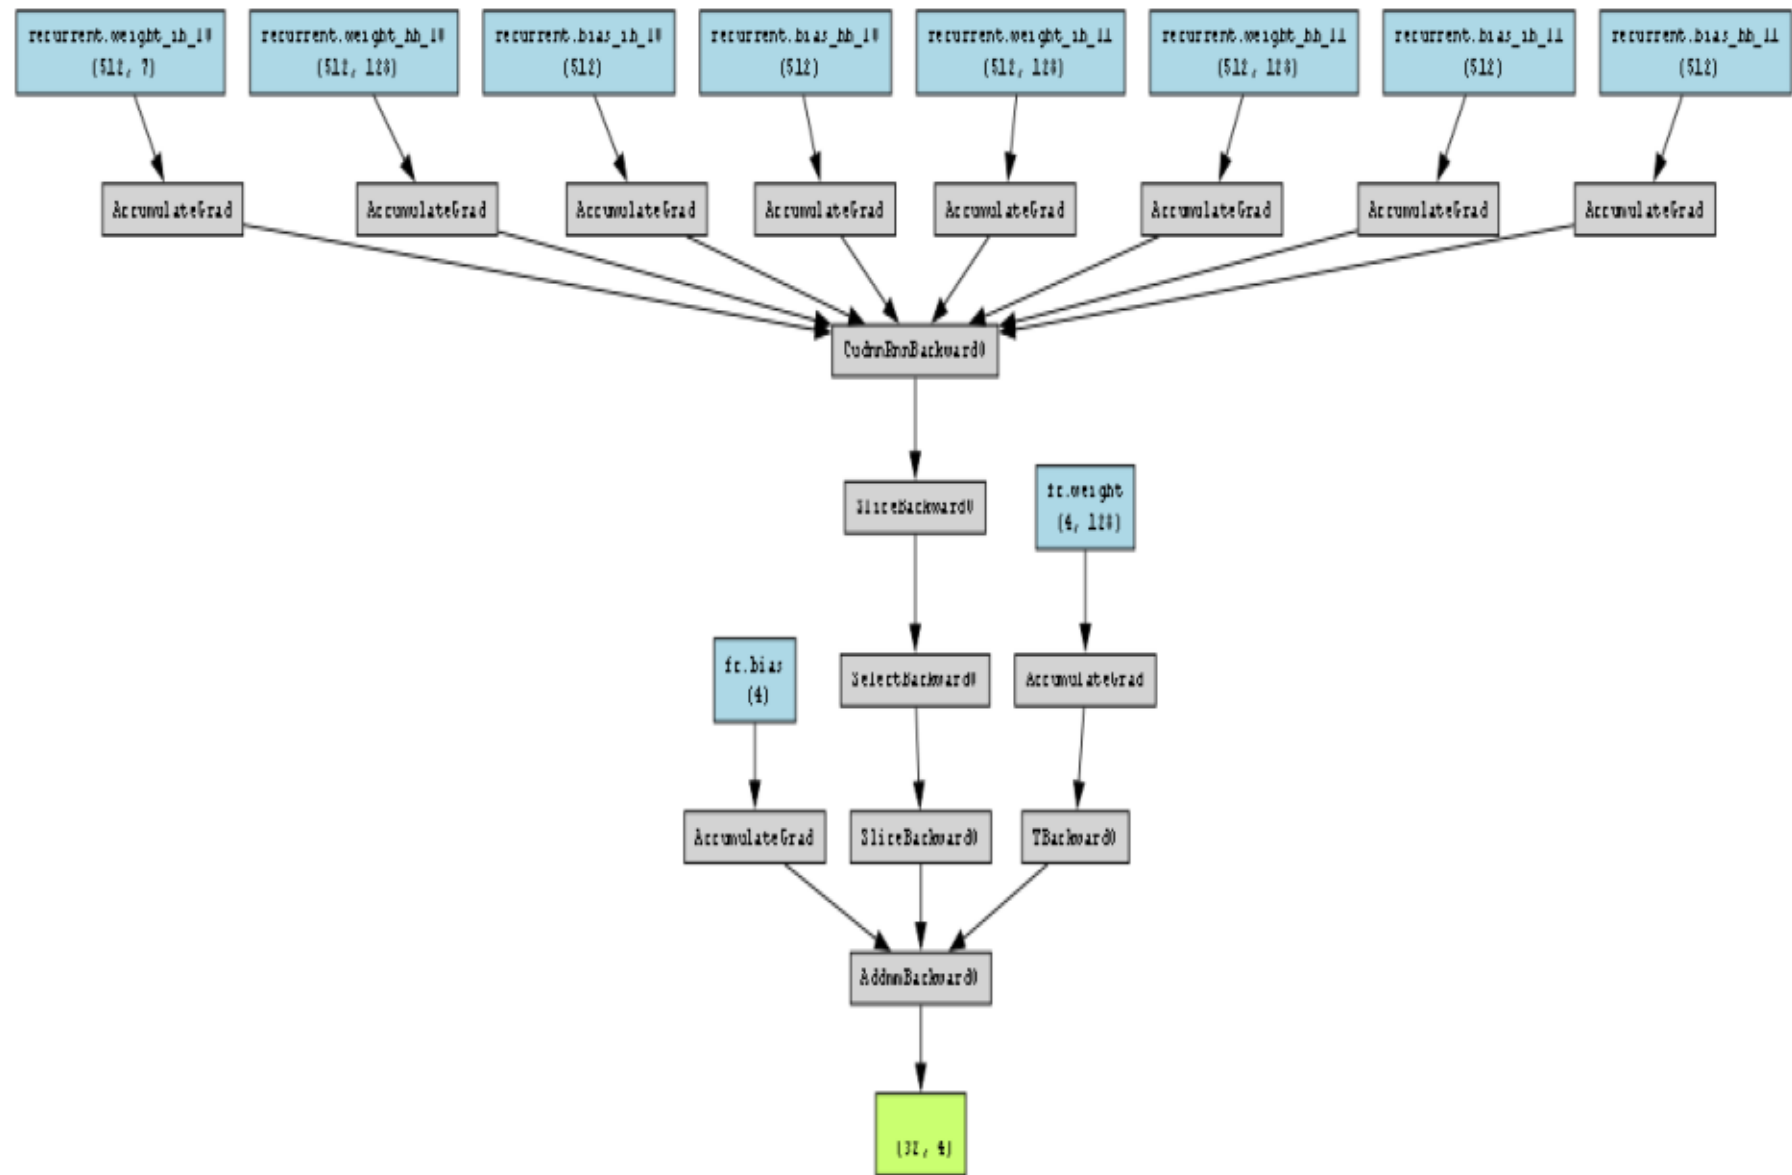 recurrent.weight_ih_l0
(512, 7)
recurrent.weight_hh_l0
(512, 128)
recurrent.bias_ih_l0
(512)
recurrent.bias_hh_l0
(512)
recurrent.weight_ih_l1
(512, 128)
recurrent.weight_hh_l1
(512, 128)
recurrent.bias_ih_l1
(512)
recurrent.bias_hh_l1
(512)
AccumulateGrad
AccumulateGrad
AccumulateGrad
AccumulateGrad
AccumulateGrad
AccumulateGrad
AccumulateGrad
AccumulateGrad
CudnnRnnBackward0
SliceBackward0
fc.weight
(4, 128)
fc.bias
(4)
SelectBackward0
AccumulateGrad
AccumulateGrad
SliceBackward0
TBackward0
AddmmBackward0
(32, 4)